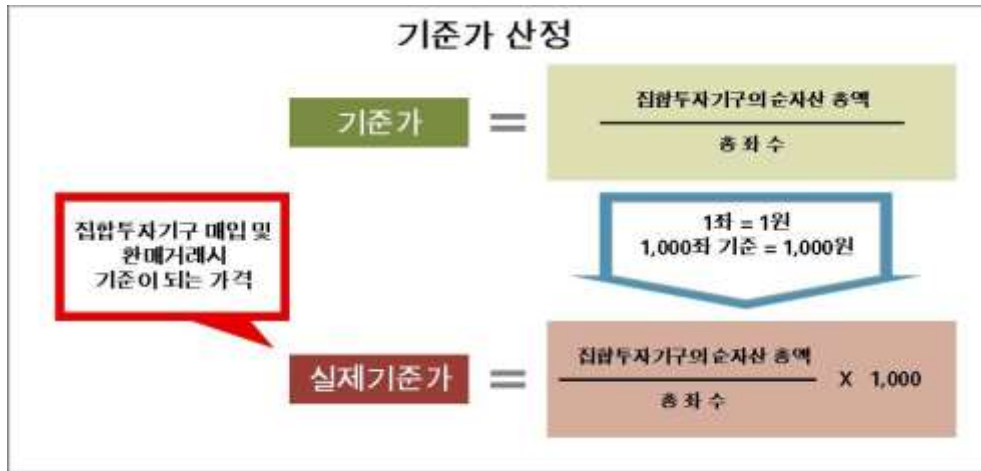 기준가 산정
기준가 =
집합투자기구의 순자산 총액
총 좌 수
집합투자기구 매입 및
환매거래시
기준이 되는 가격
1좌 = 1원
1,000좌 기준 = 1,000원
실제기준가 =
집합투자기구의 순자산 총액
총 좌 수
X 1,000